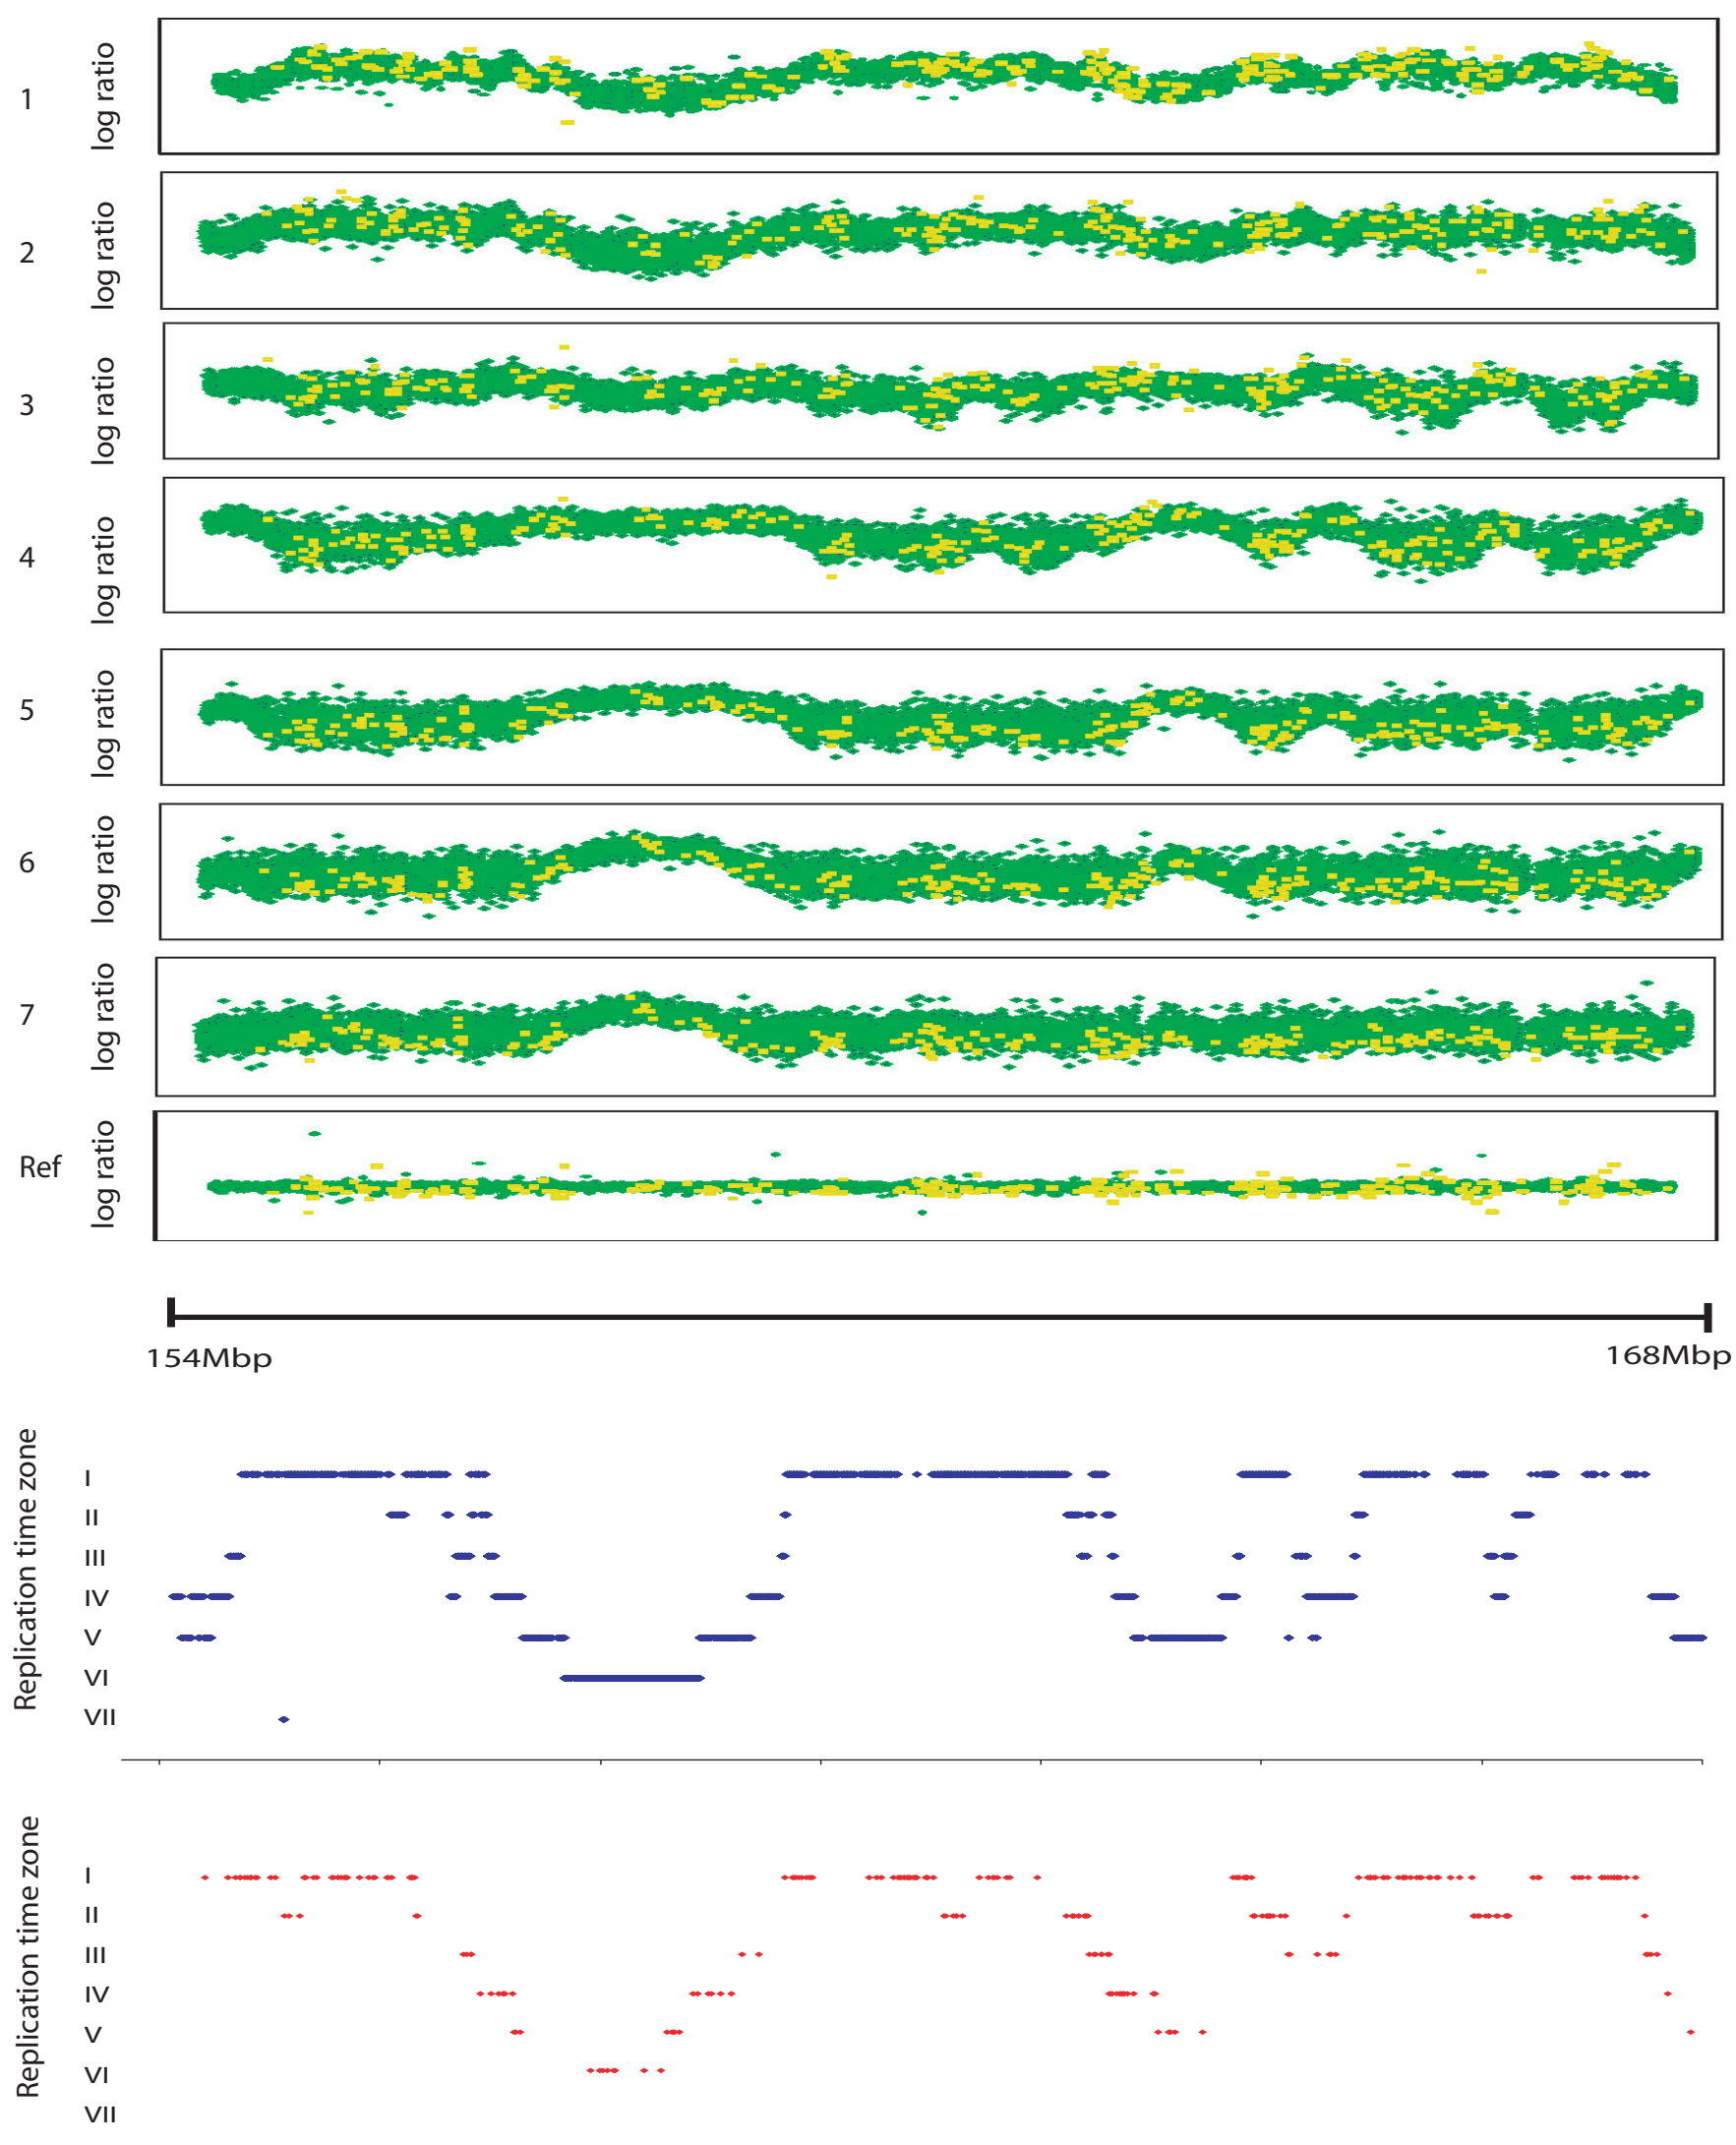 1
log ratio
2
log ratio
3
log ratio
4
log ratio
5
log ratio
6
log ratio
7
log ratio
Ref
log ratio
154Mbp
168Mbp
Replication time zone
I
II
III
IV
V
VI
VII
Replication time zone
I
II
III
IV
V
VI
VII